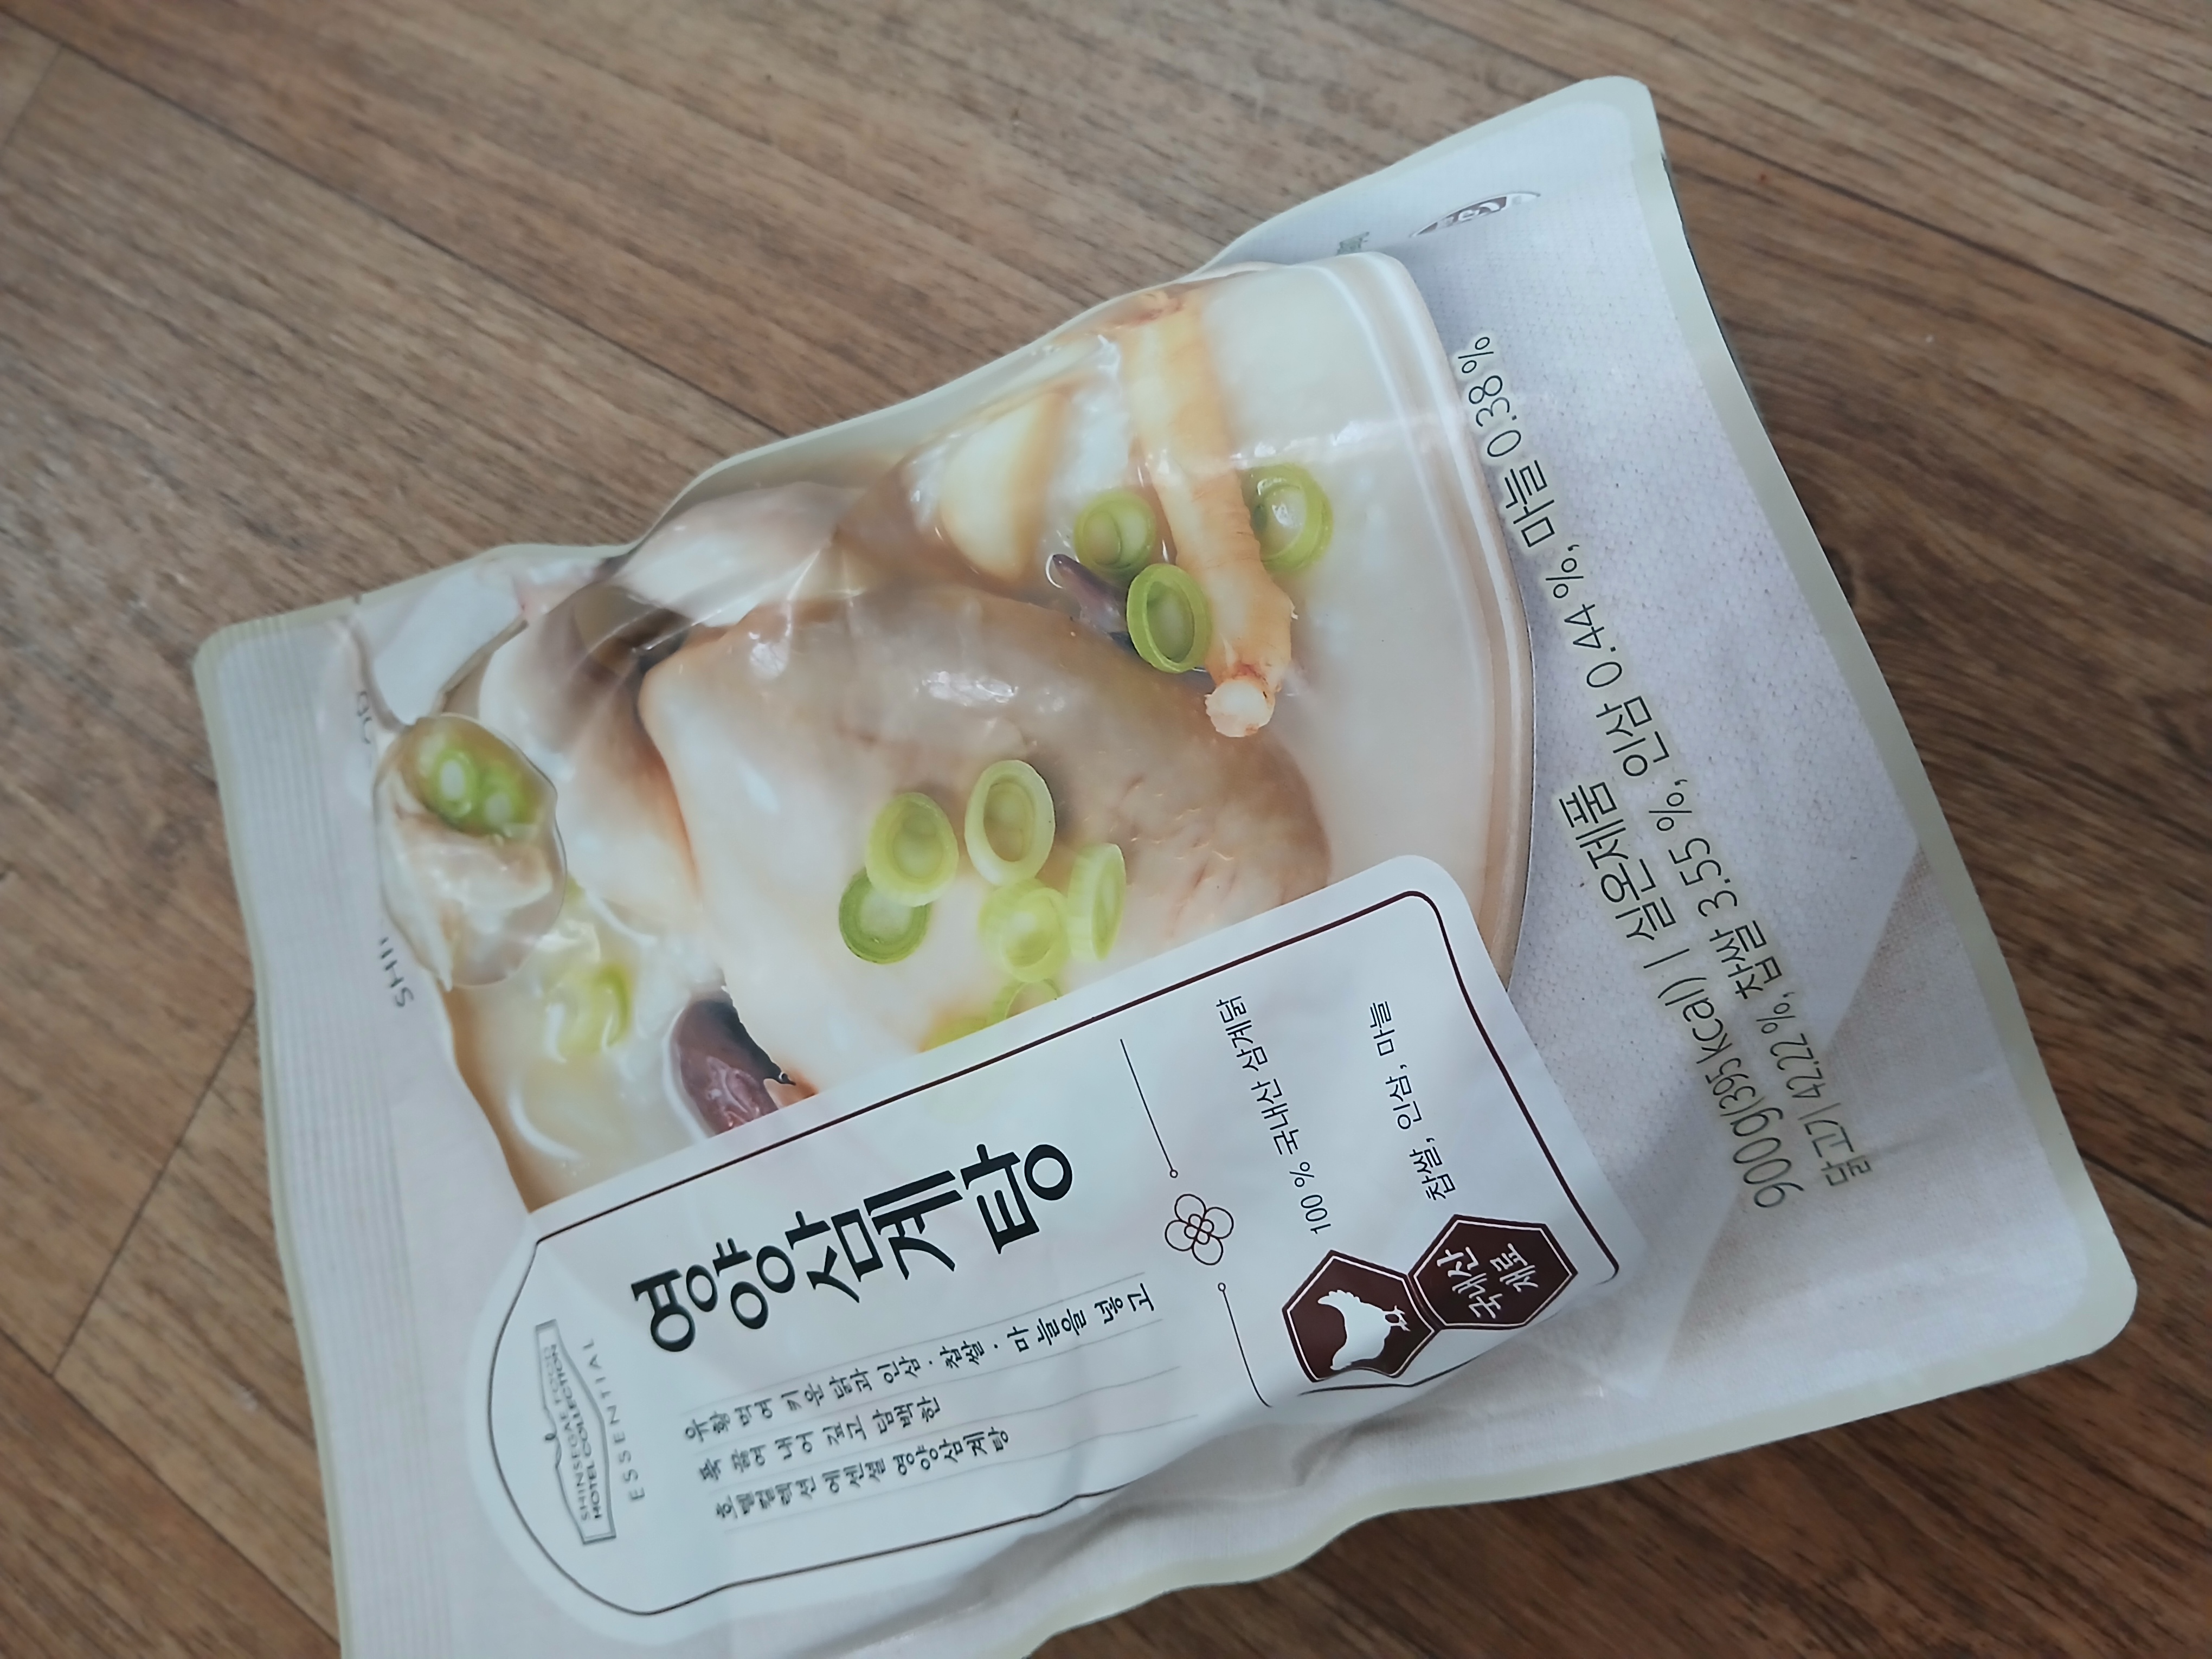 SHINSEGAE FOOD
HOTEL COLLECTION
ESSENTIAL
영양삼계탕
유황 먹여 키운 닭과 인삼·찹쌀·마늘을 넣고
푹 끓여 내어 깊고 담백한
호텔컬렉션 에센셜 영양삼계탕
100 % 국내산 삼계닭
국내산
재료
찹쌀, 인삼, 마늘
900g(395 kcal) | 실온제품
닭고기 42.22 %, 찹쌀 3.55 %, 인삼 0.44 %, 마늘 0.38 %